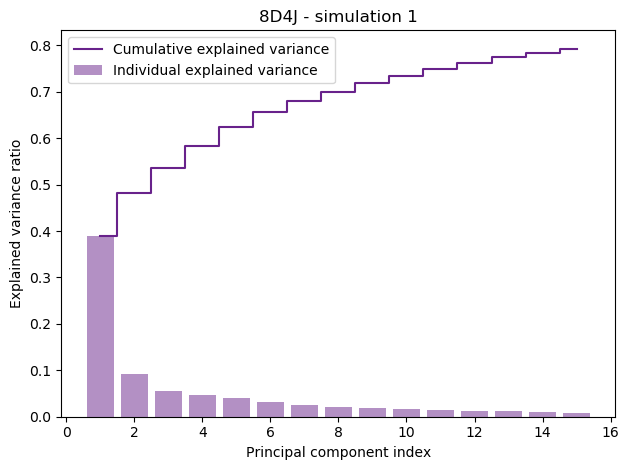 8D4J - simulation 1
Cumulative explained variance
Individual explained variance
Explained variance ratio
0.8
0.7
0.6
0.5
0.4
0.3
0.2
0.1
0.0
0 2 4 6 8 10 12 14 16
Principal component index